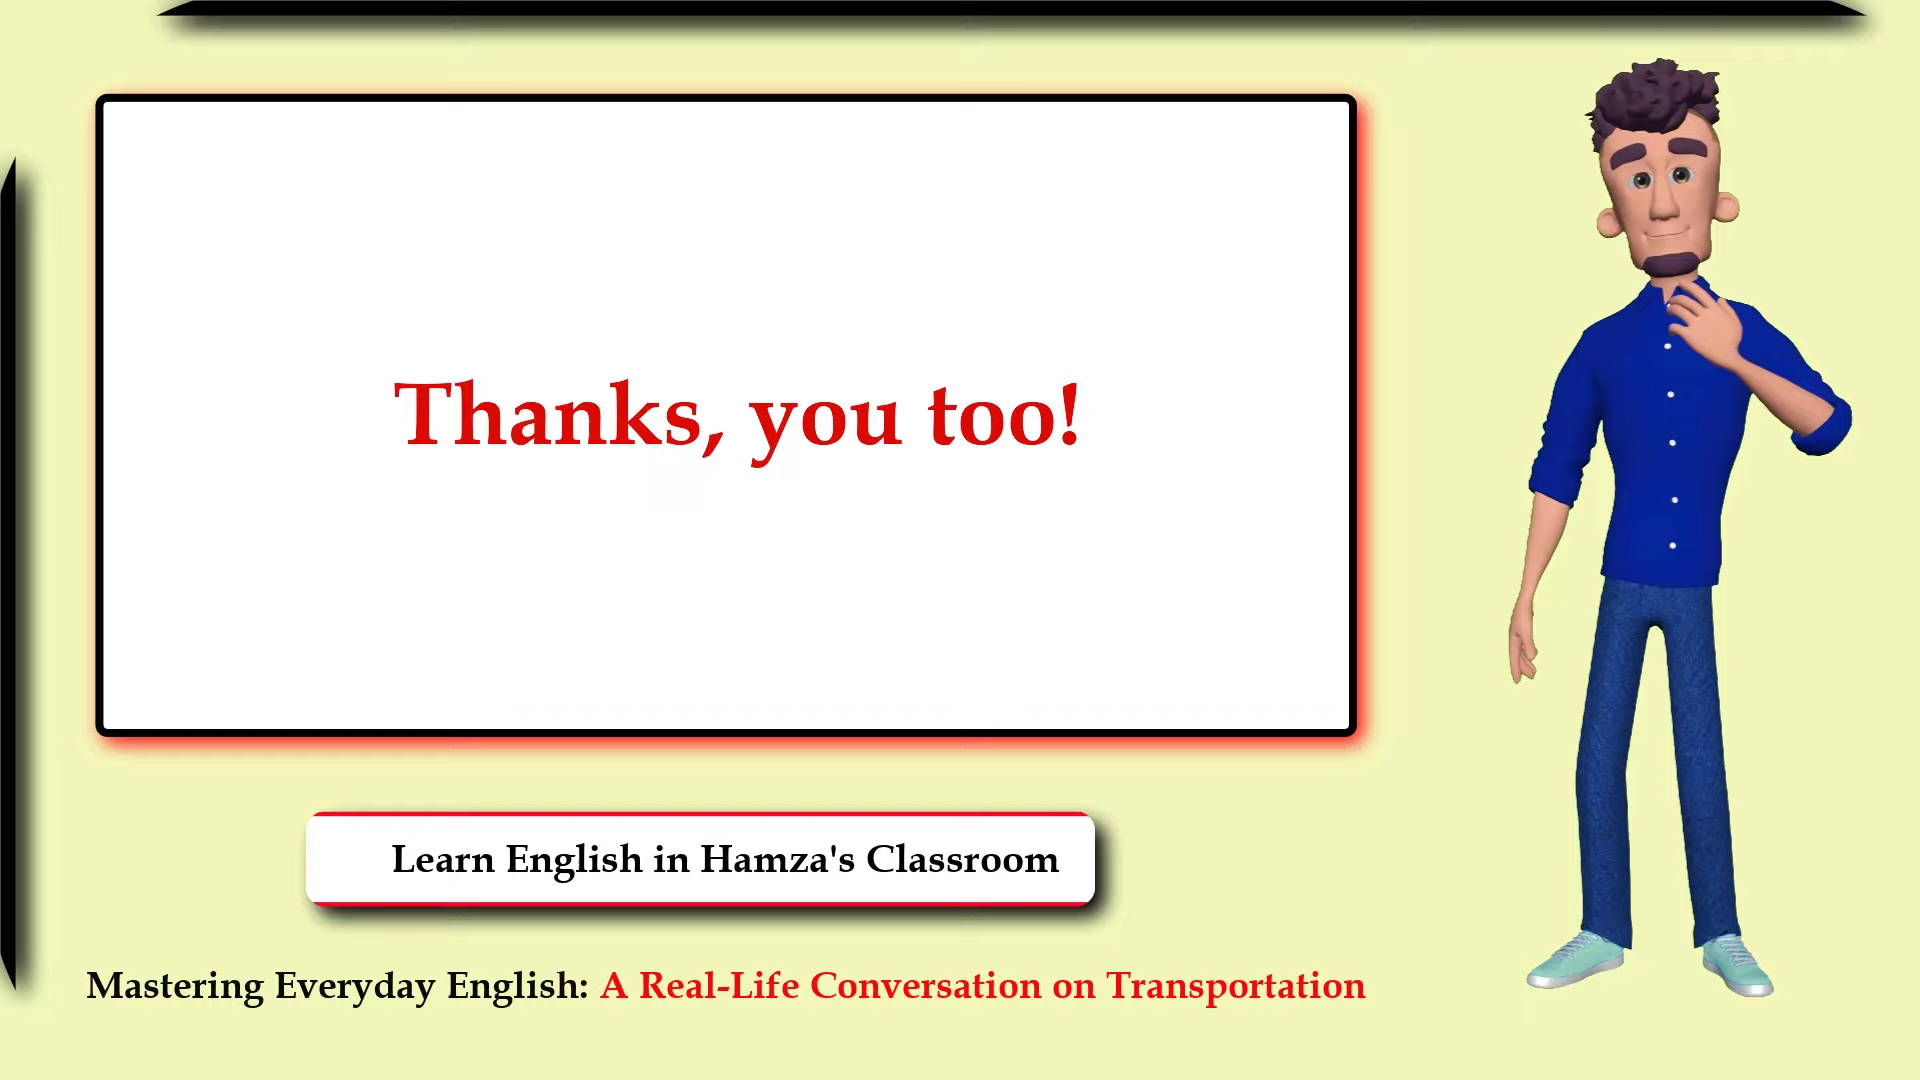 Thanks, you too!
Learn English in Hamza's Classroom
Mastering Everyday English: A Real-Life Conversation on Transportation